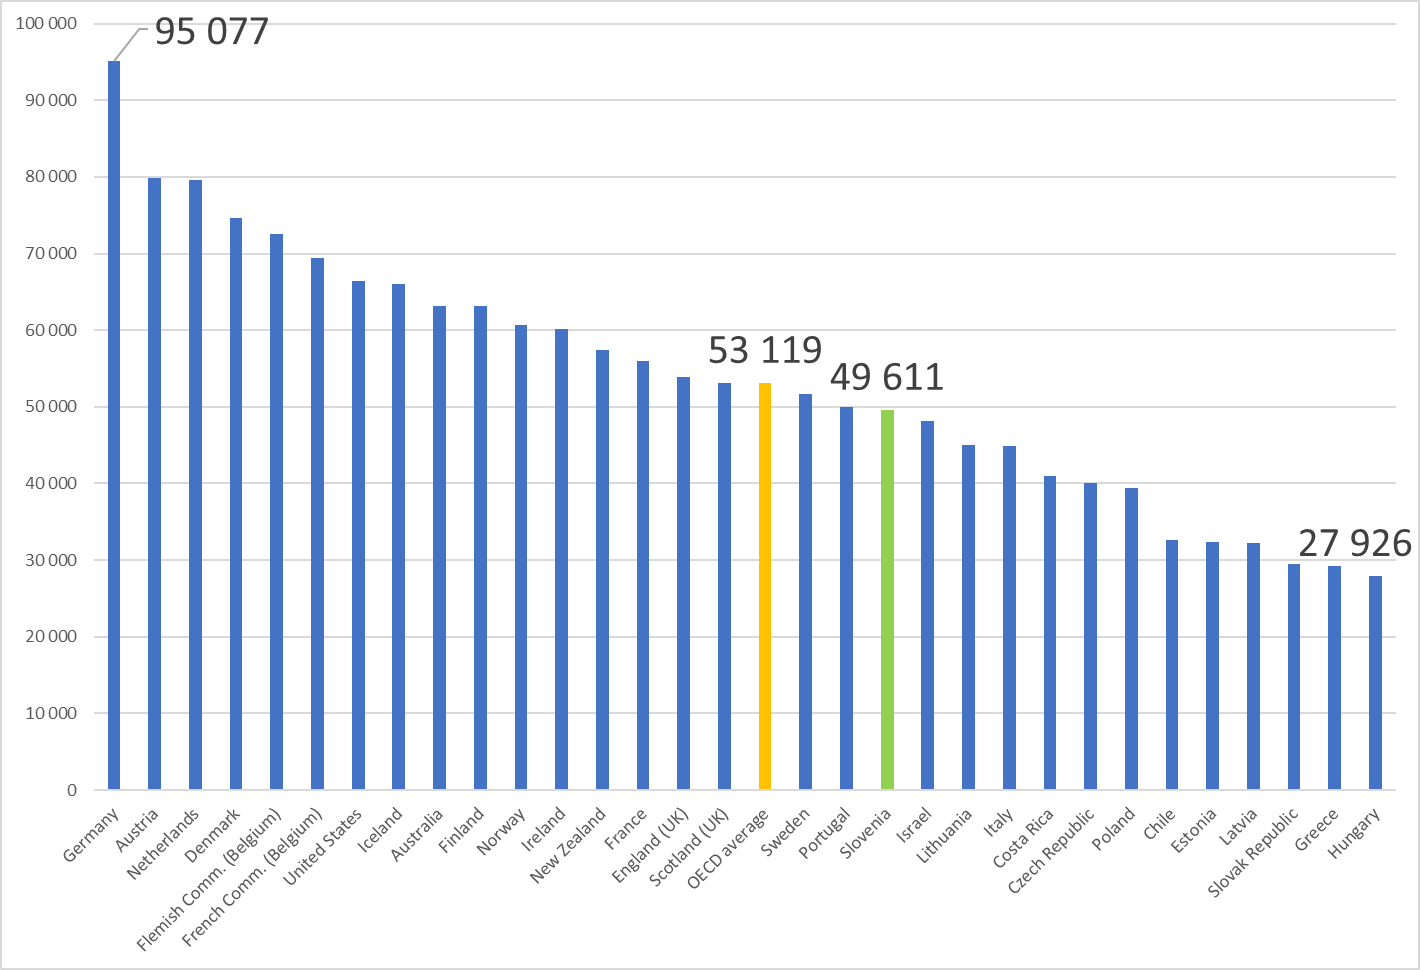 100 000
90 000
80 000
70 000
60 000
50 000
40 000
30 000
20 000
10 000
0
95 077
53 119
49 611
27 926
Germany
Austria
Netherlands
Denmark
Flemish Comm. (Belgium)
French Comm. (Belgium)
United States
Iceland
Australia
Finland
Norway
Ireland
New Zealand
France
England (UK)
Scotland (UK)
OECD average
Sweden
Portugal
Slovenia
Israel
Lithuania
Italy
Costa Rica
Czech Republic
Poland
Chile
Estonia
Latvia
Slovak Republic
Greece
Hungary